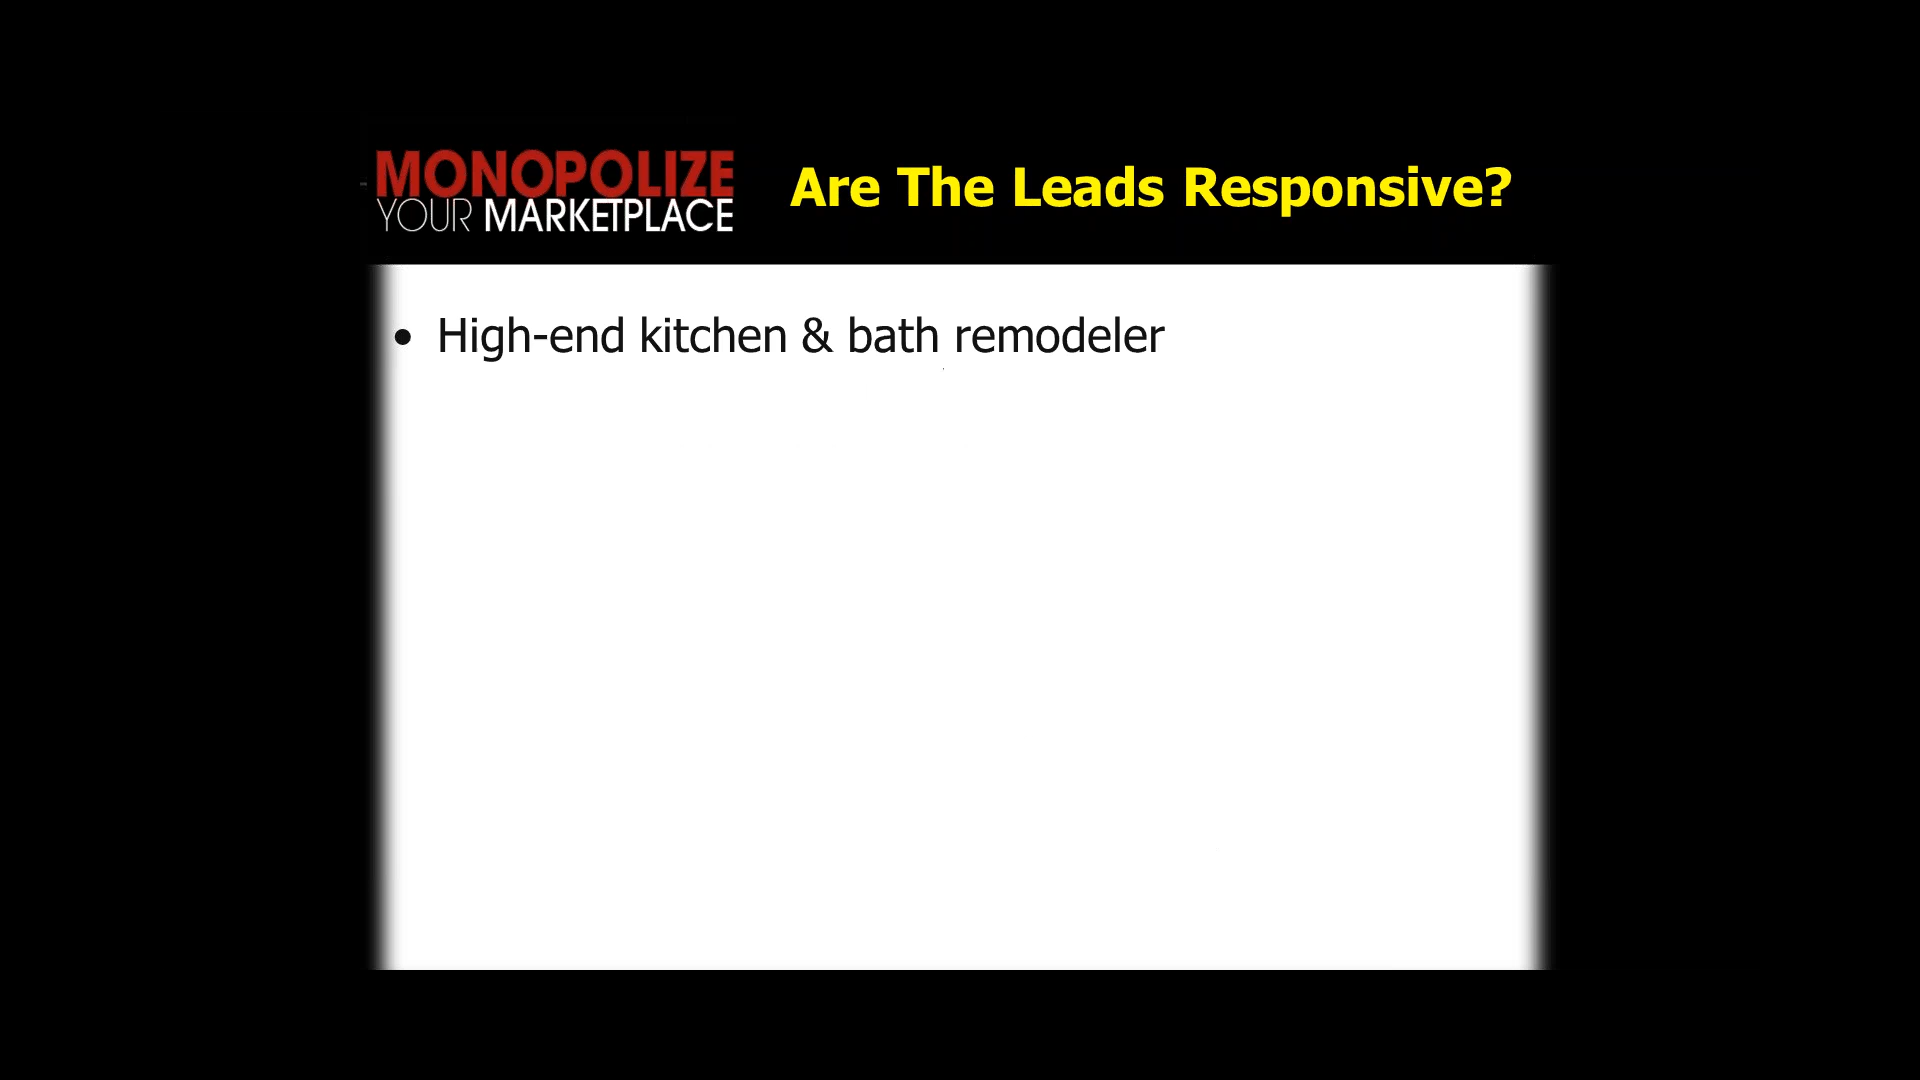 MONOPOLIZE
YOUR MARKETPLACE
Are The Leads Responsive?
• High-end kitchen & bath remodeler